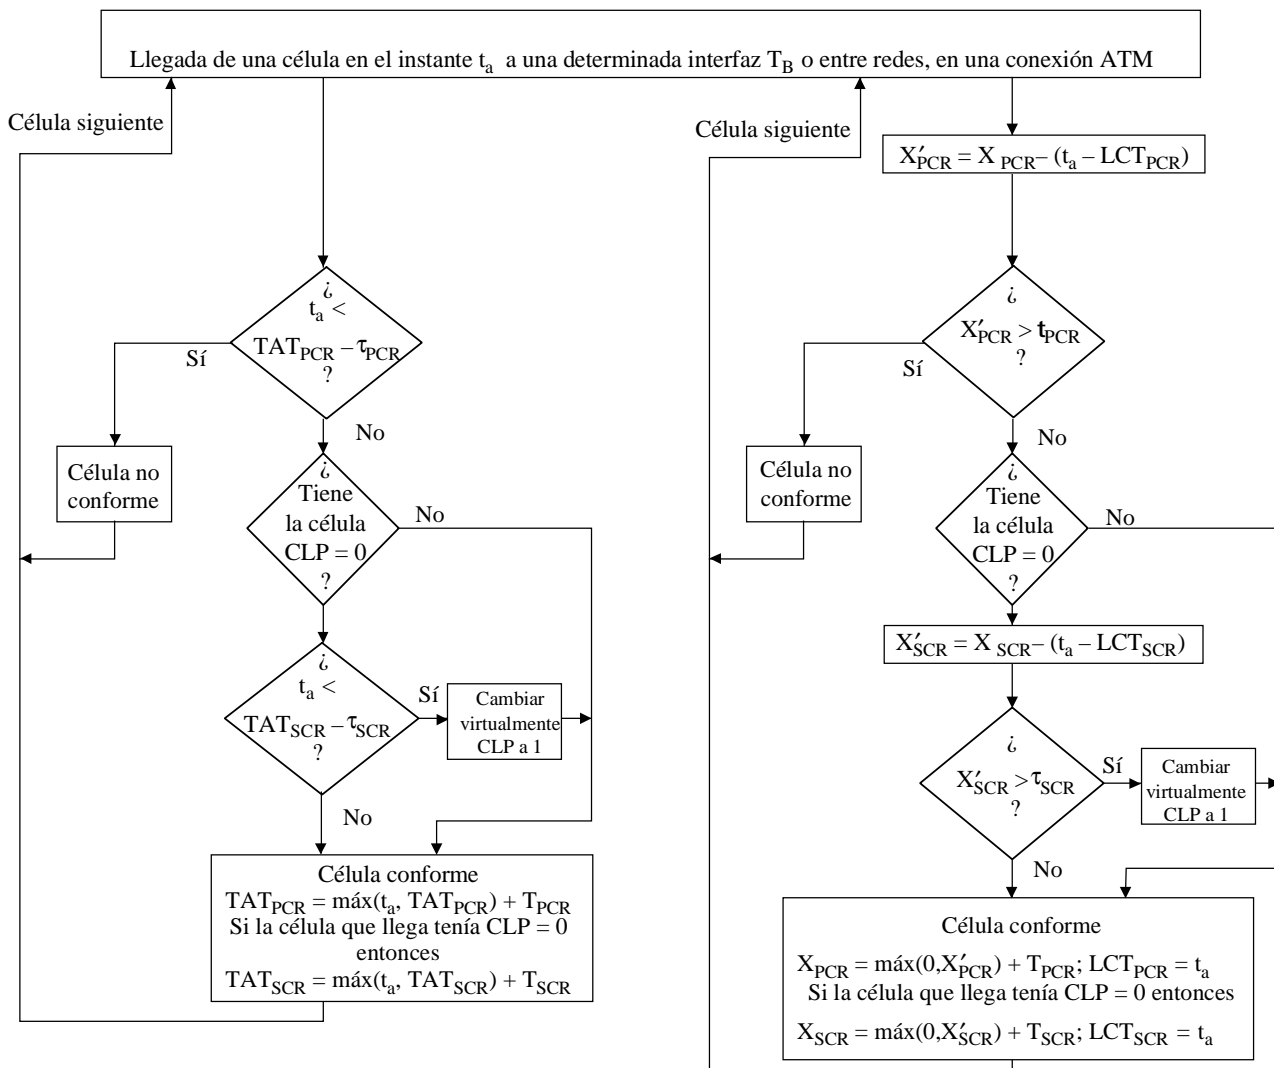 Llegada de una célula en el instante ta a una determinada interfaz TB o entre redes, en una conexión ATM
Célula siguiente
¿
ta <
TATPCR – τPCR
?
Sí
No
Célula no
conforme
¿
Tiene
la célula
CLP = 0
?
No
¿
ta <
TATSCR – τSCR
?
Sí
Cambiar
virtualmente
CLP a 1
No
Célula conforme
TATPCR = máx(ta, TATPCR) + TPCR
Si la célula que llega tenía CLP = 0
entonces
TATSCR = máx(ta, TATSCR) + TSCR
Célula siguiente
X′PCR = X PCR– (ta – LCTPCR)
¿
X′PCR > tPCR
?
Sí
No
Célula no
conforme
¿
Tiene
la célula
CLP = 0
?
No
X′SCR = X SCR– (ta – LCTSCR)
¿
X′SCR > τSCR
?
Sí
Cambiar
virtualmente
CLP a 1
No
Célula conforme
XPCR = máx(0,X′PCR) + TPCR; LCTPCR = ta
Si la célula que llega tenía CLP = 0 entonces
XSCR = máx(0,X′SCR) + TSCR; LCTSCR = ta